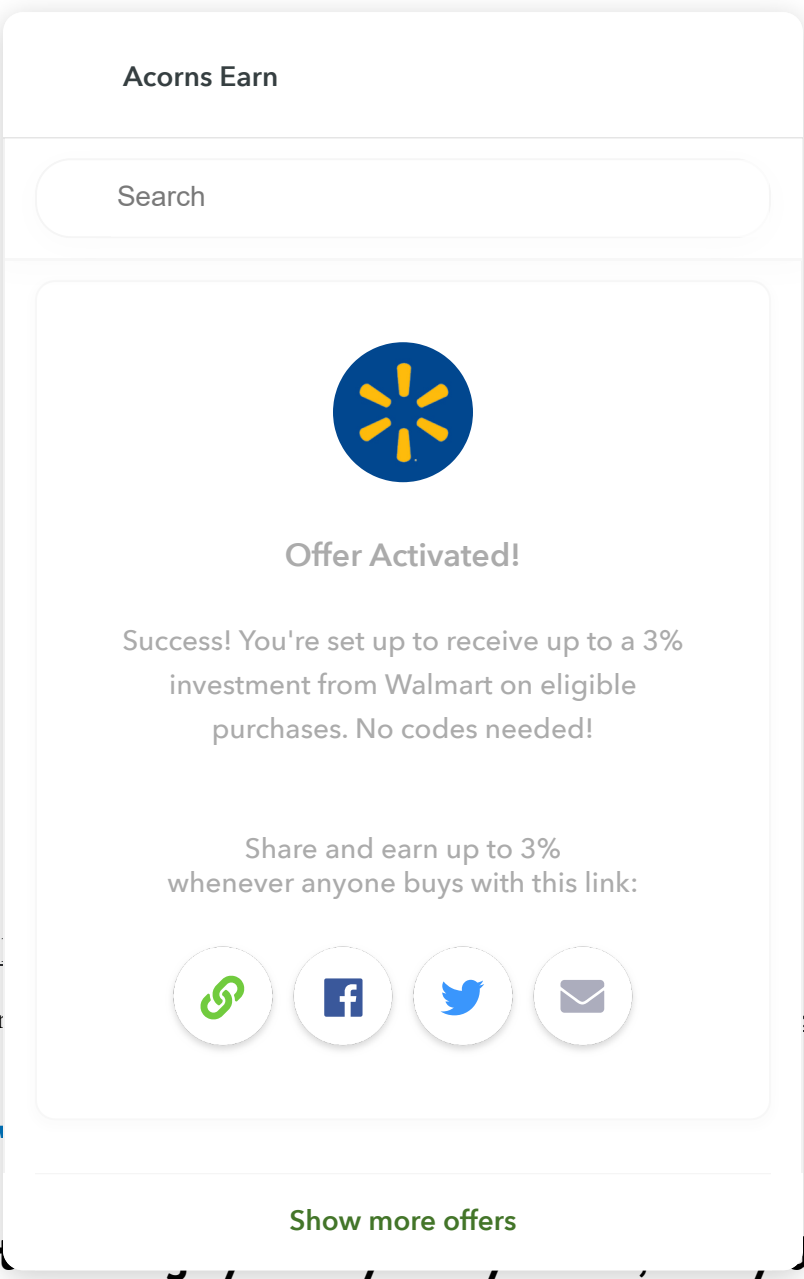 Acorns Earn
Search
Offer Activated!
Success! You're set up to receive up to a 3%
investment from Walmart on eligible
purchases. No codes needed!
Share and earn up to 3%
whenever anyone buys with this link:
Show more offers